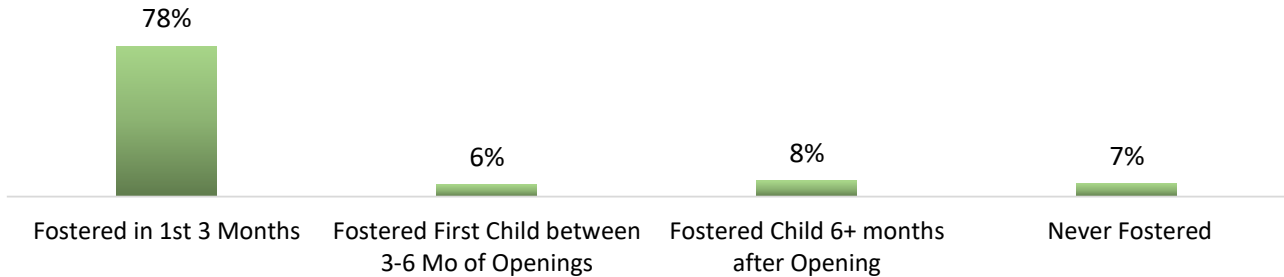 78%
6%
8%
7%
Fostered in 1st 3 Months
Fostered First Child between
3-6 Mo of Openings
Fostered Child 6+ months
after Opening
Never Fostered